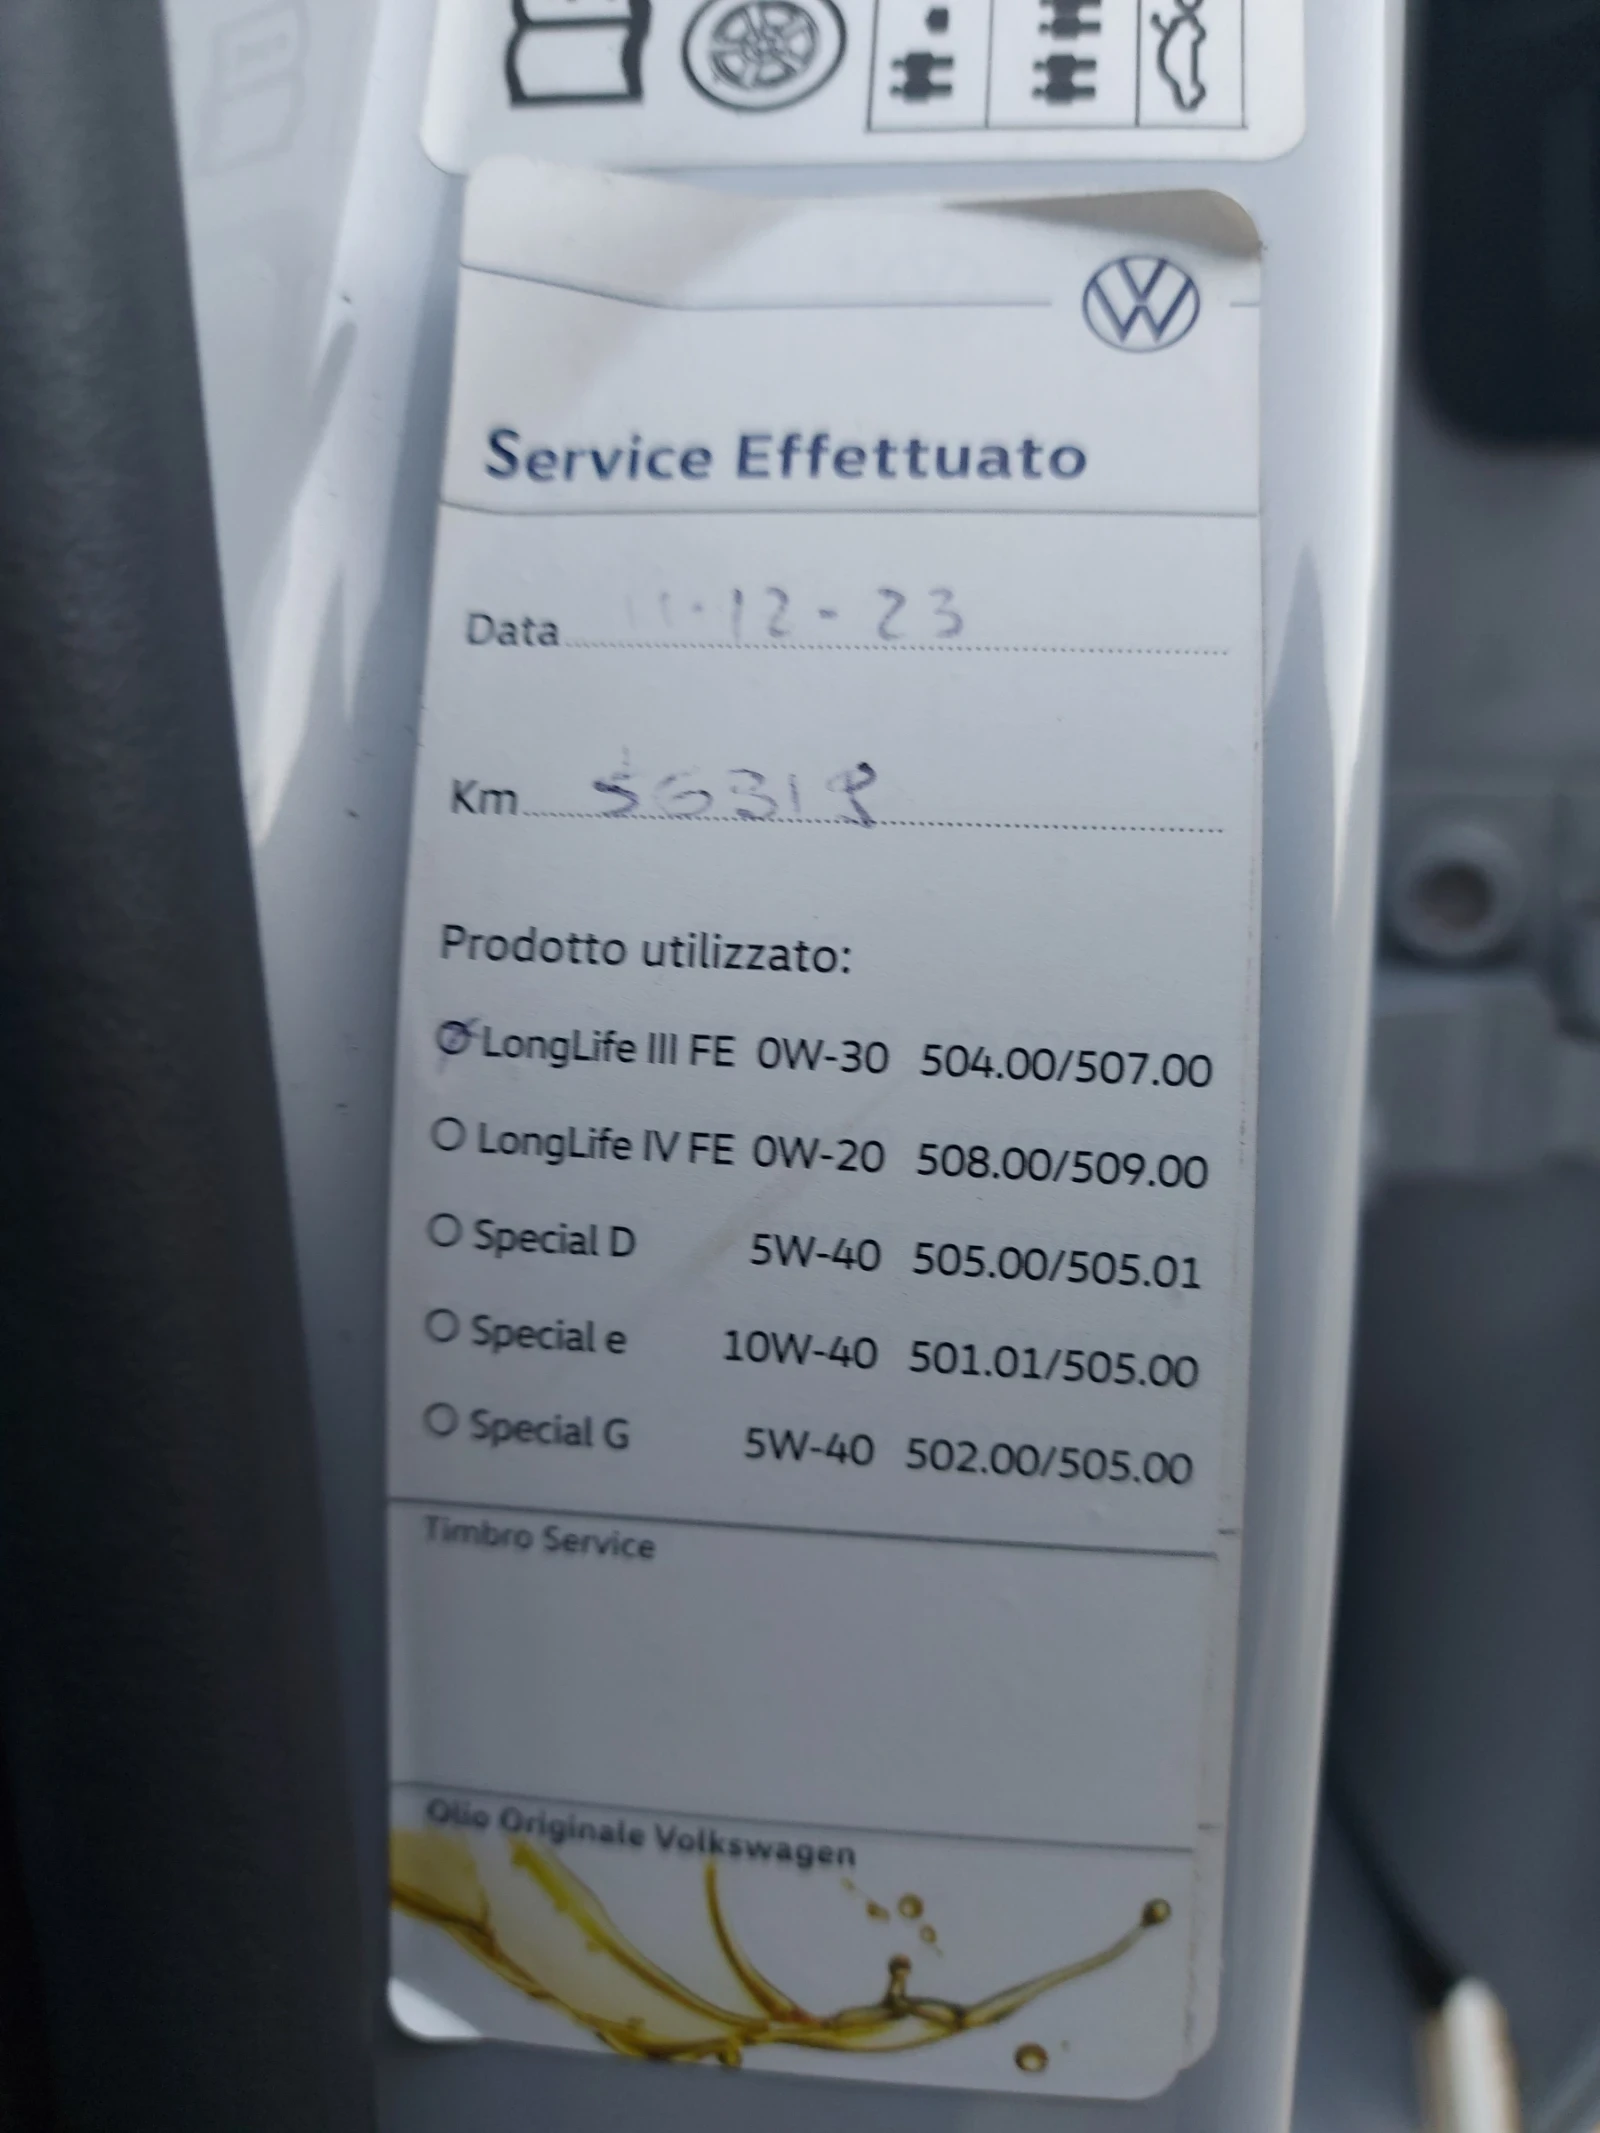 Service Effettuato
Data 11-12-23
Km 56318
Prodotto utilizzato:
LongLife III FE 0W-30 504.00/507.00
LongLife IV FE 0W-20 508.00/509.00
Special D 5W-40 505.00/505.01
Special e 10W-40 501.01/505.00
Special G 5W-40 502.00/505.00
Timbro Service
Olio Originale Volkswagen